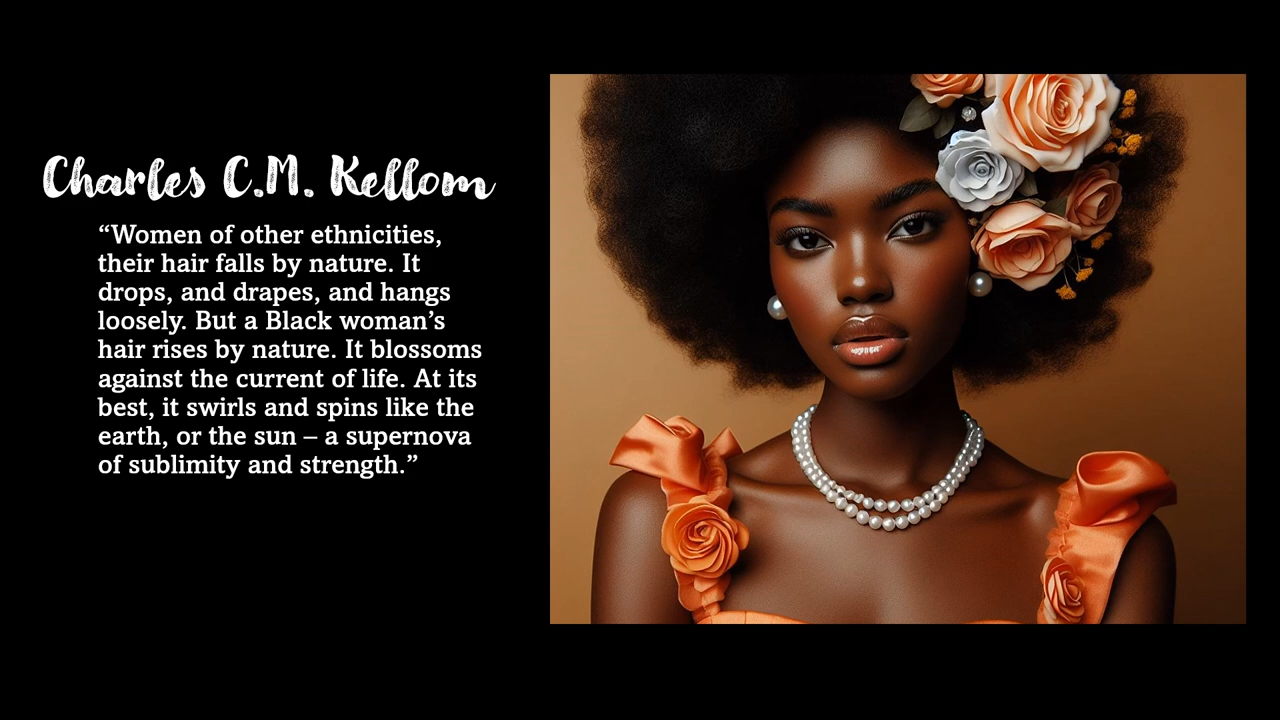 Charles C.M. Kellom
“Women of other ethnicities,
their hair falls by nature. It
drops, and drapes, and hangs
loosely. But a Black woman’s
hair rises by nature. It blossoms
against the current of life. At its
best, it swirls and spins like the
earth, or the sun – a supernova
of sublimity and strength.”